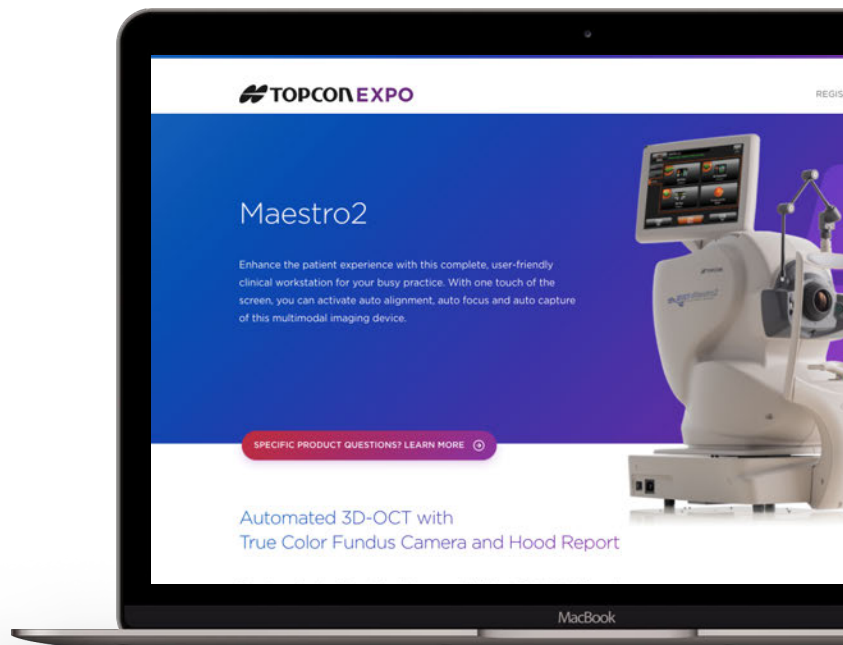 TOPCON EXPO
REGIS
Maestro2
Enhance the patient experience with this complete, user-friendly
clinical workstation for your busy practice. With one touch of the
screen, you can activate auto alignment, auto focus and auto capture
of this multimodal imaging device.
SPECIFIC PRODUCT QUESTIONS? LEARN MORE
Automated 3D-OCT with
True Color Fundus Camera and Hood Report
MacBook